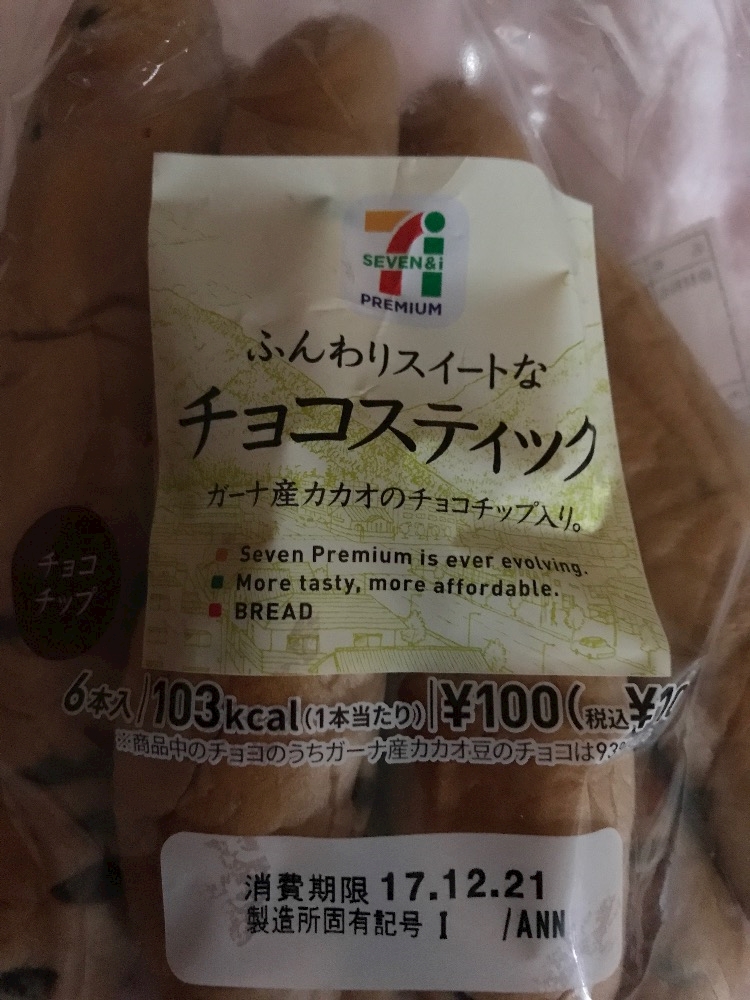 SEVEN&i
PREMIUM
ふんわりスイートな
チョコスティック
ガーナ産カカオのチョコチップ入り。
Seven Premium is ever evolving.
More tasty, more affordable.
BREAD
チョコ
チップ
6本入/103kcal(1本当たり)|¥100(税込
※商品中のチョコのうちガーナ産カカオ豆のチョコは
消費期限 17.12.21
製造所固有記号 I /ANN